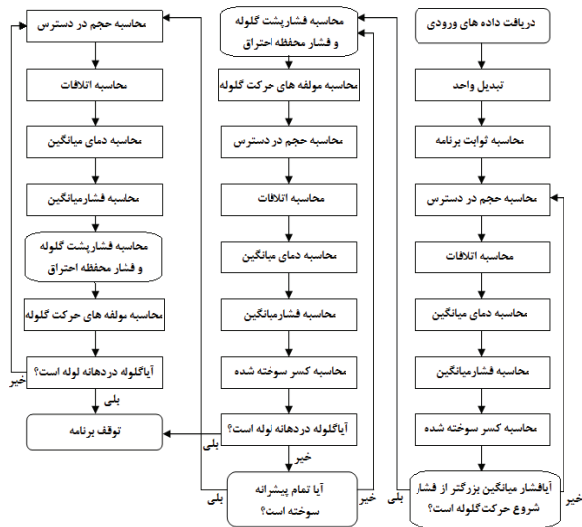 دریافت داده های ورودی
تبدیل واحد
محاسبه ثوابت برنامه
محاسبه حجم در دسترس
محاسبه اتلافات
محاسبه دمای میانگین
محاسبه فشارمیانگین
محاسبه کسر سوخته شده
آیافشار میانگین بزرگتر از فشار
شروع حرکت گلوله است؟
خیر
بلی
محاسبه فشارپشت گلوله
و فشار محفظه احتراق
محاسبه مولفه های حرکت گلوله
محاسبه حجم در دسترس
محاسبه اتلافات
محاسبه دمای میانگین
محاسبه فشارمیانگین
محاسبه کسر سوخته شده
آیاگلوله دردهانه لوله است؟
بلی
خیر
آیا تمام پیشرانه
سوخته است؟
خیر
بلی
محاسبه حجم در دسترس
محاسبه اتلافات
محاسبه دمای میانگین
محاسبه فشارمیانگین
محاسبه فشارپشت گلوله
و فشار محفظه احتراق
محاسبه مولفه های حرکت گلوله
آیاگلوله دردهانه لوله است؟
خیر
بلی
توقف برنامه